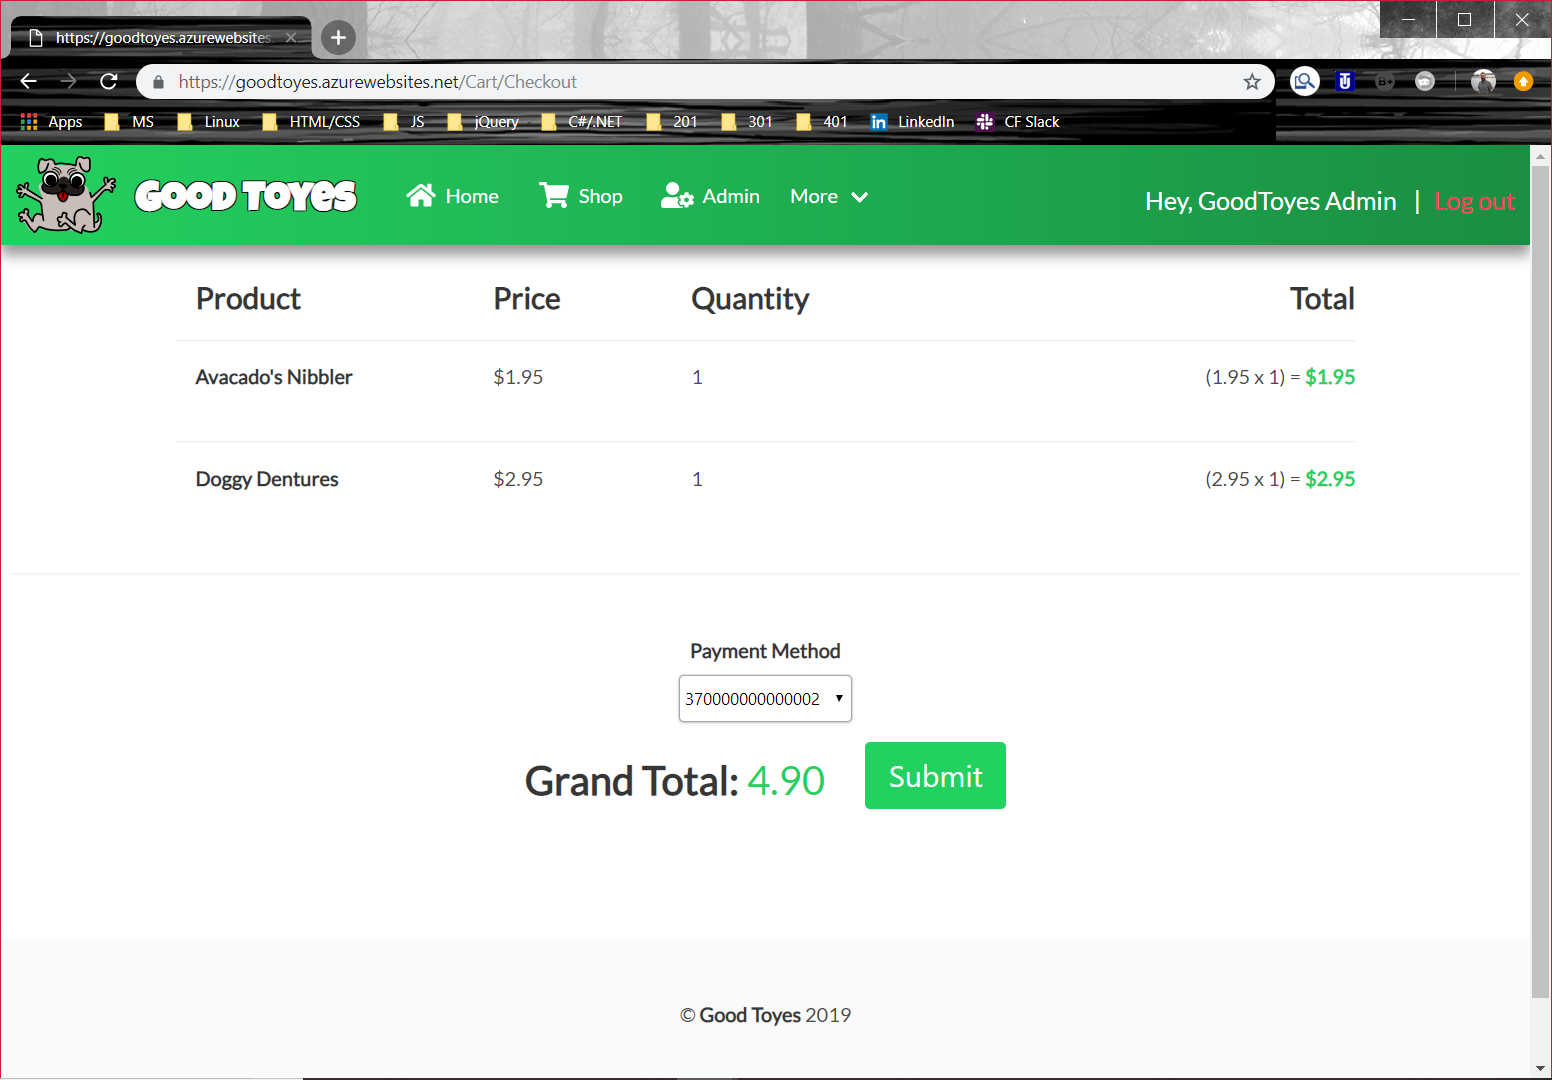 https://goodtoyes.azurewebsites
https://goodtoyes.azurewebsites.net/Cart/Checkout
Apps MS Linux HTML/CSS JS jQuery C#/.NET 201 301 401 LinkedIn CF Slack
GOOD TOYES Home Shop Admin More Hey, GoodToyes Admin | Log out
Product Price Quantity Total
Avacado's Nibbler $1.95 1 (1.95 x 1) = $1.95
Doggy Dentures $2.95 1 (2.95 x 1) = $2.95
Payment Method
370000000000002
Grand Total: 4.90 Submit
© Good Toyes 2019